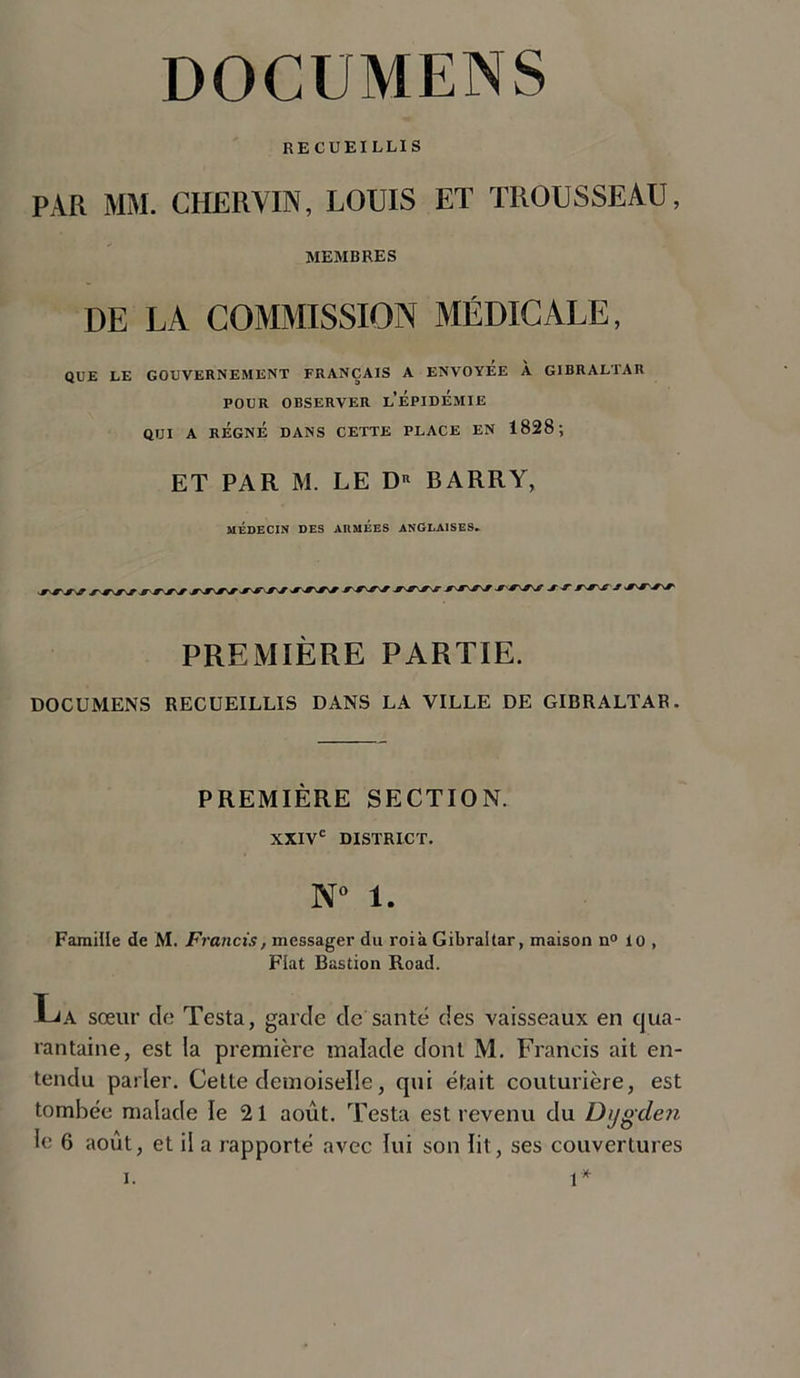 DOCUMENS
RECUEILLIS
PAR MM. CHERVIN, LOUIS ET TROUSSEAU,
MEMBRES
DE LA COMMISSION MÉDICALE,
QUE LE GOUVERNEMENT FRANÇAIS A ENVOYÉE À GIBRALTAR
POUR OBSERVER L'ÉPIDÉMIE
QUI A RÉGNÉ DANS CETTE PLACE EN 1828;
ET PAR M. LE DR BARRY,
MÉDECIN DES ARMÉES ANGLAISES.
PREMIÈRE PARTIE.
DOCUMENS RECUEILLIS DANS LA VILLE DE GIBRALTAR.
PREMIÈRE SECTION.
XXIVe DISTRICT.
N° 1.
Famille de M. Francis, messager du roi à Gibraltar, maison n° 10,
Flat Bastion Road.
LA sœur de Testa, garde de santé des vaisseaux en qua-
rantaine, est la première malade dont M. Francis ait en-
tendu parler. Cette demoiselle, qui était couturière, est
tombée malade le 21 août. Testa est revenu du Dygden
le 6 août, et il a rapporté avec lui son lit, ses couvertures
I. 1*